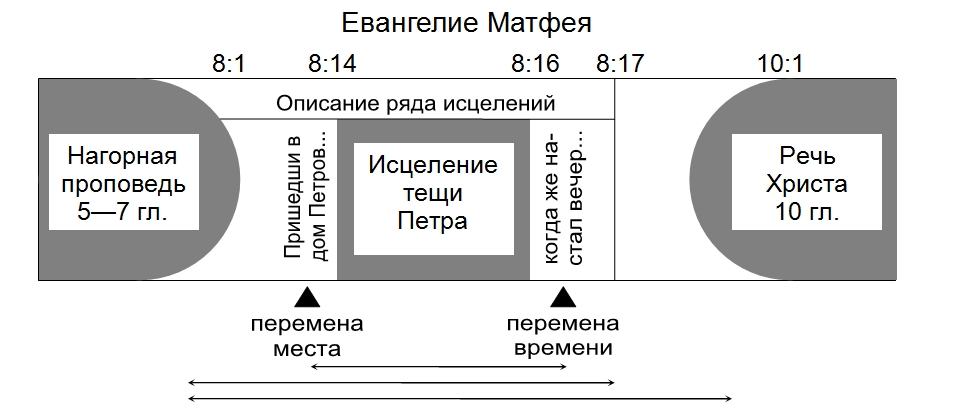 Евангелие Матфея
8:1 8:14 8:16 8:17 10:1
Описание ряда исцелений
Нагорная
проповедь
5—7 гл.
Пришедши в
дом Петров...
Исцеление
тещи
Петра
когда же на-
стал вечер...
Речь
Христа
10 гл.
перемена
места
перемена
времени